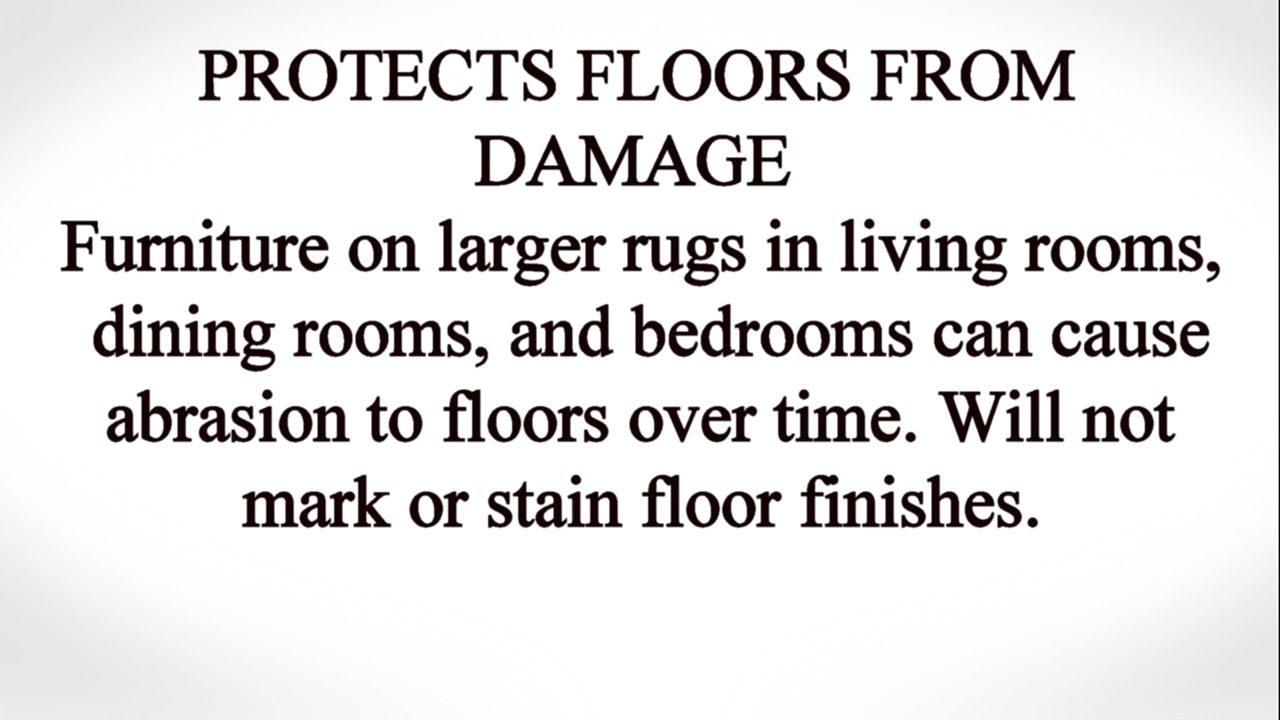 PROTECTS FLOORS FROM
DAMAGE
Furniture on larger rugs in living rooms,
dining rooms, and bedrooms can cause
abrasion to floors over time. Will not
mark or stain floor finishes.